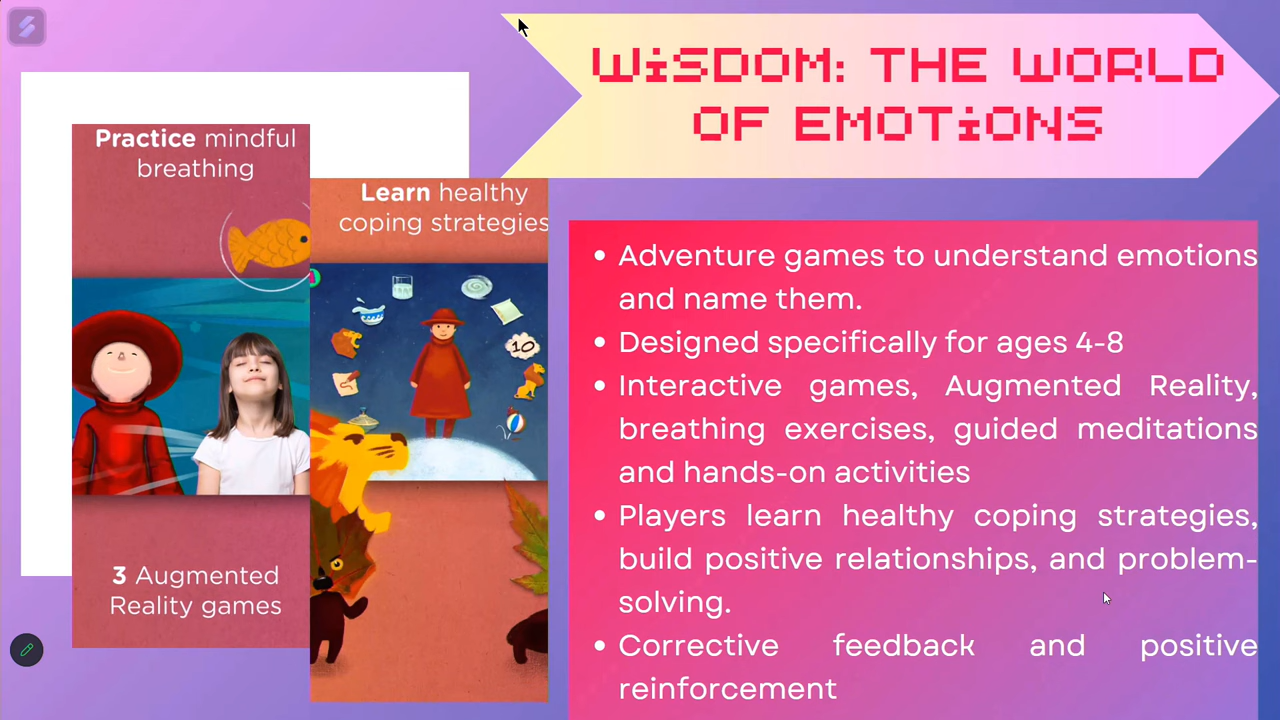 WiSDOM: THE WORLD
OF EMOTiONS
Practice mindful
breathing
3 Augmented
Reality games
Learn healthy
coping strategies
10
• Adventure games to understand emotions
and name them.
• Designed specifically for ages 4-8
• Interactive games, Augmented Reality,
breathing exercises, guided meditations
and hands-on activities
• Players learn healthy coping strategies,
build positive relationships, and problem-
solving.
• Corrective feedback and positive
reinforcement